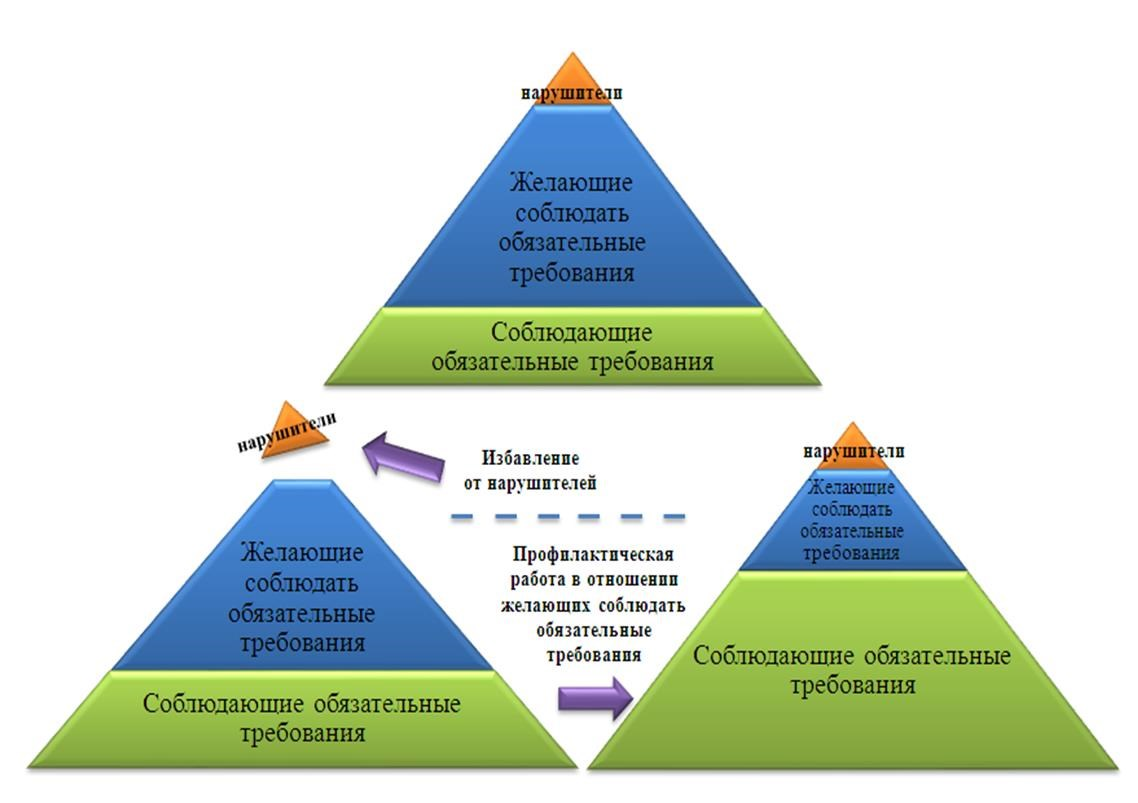 нарушители
Желающие
соблюдать
обязательные
требования
Соблюдающие
обязательные требования
нарушители
Избавление
от нарушителей
Желающие
соблюдать
обязательные
требования
Соблюдающие обязательные
требования
Профилактическая
работа в отношении
желающих соблюдать
обязательные
требования
нарушители
Желающие
соблюдать
обязательные
требования
Соблюдающие обязательные
требования